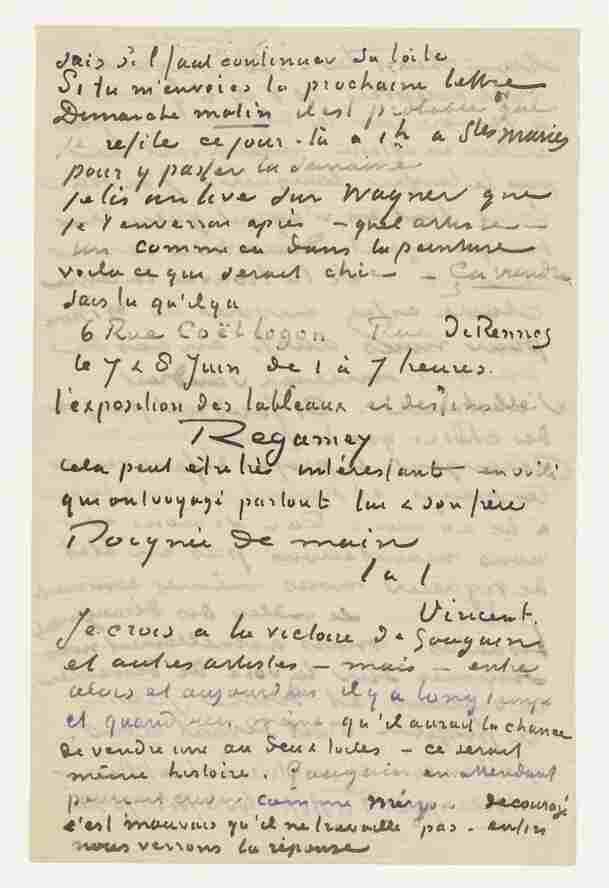 sais s'il faut continuer sa toile
Si tu m'envoies la prochaine lettre
Dimanche matin il est probable que
je refile ce jour-là à 1h à Stes maries
pour y passer la semaine
je lis un livre sur Wagner que
je t'enverrai après – quel artiste –
un comme ça dans la peinture
voila ce qui serait chic – Ça viendra
sais tu qu'il y a
6 Rue Coëtlogon Rue De Rennes
le 7 & 8 Juin de 1 à 7 heures.
l'exposition des tableaux et des
Regamey
cela peut être très intéressant en voilà
qui ont voyagé partout lui & son frère
Poignée de main
t. à t.
Vincent.
Je crois à la victoire de Gauguin
et autres artistes – mais – entre
alors et aujourdhui il y a longtemps
et quand bien même qu'il aurait la chance
de vendre une ou deux toiles – ce serait
même histoire. Gauguin en attendant
pourrait crever comme méryon découragé
c'est mauvais qu'il ne travaille pas – enfin
nous verrons la réponse